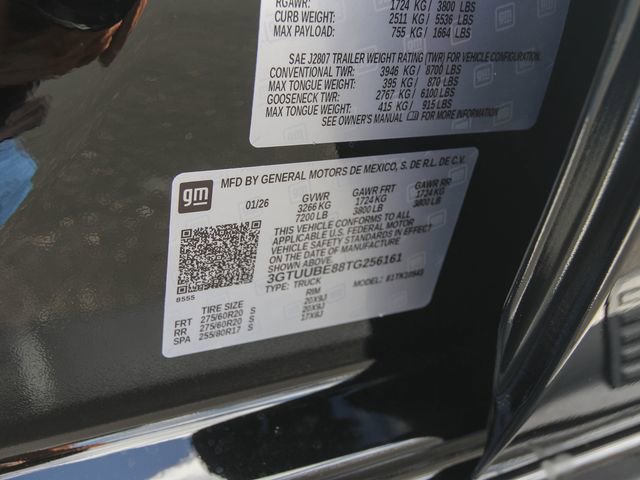 RGAWR: 1724 KG / 3800 LBS
CURB WEIGHT: 2511 KG / 5536 LBS
MAX PAYLOAD: 755 KG / 1664 LBS
SAE J2807 TRAILER WEIGHT RATING (TWR) FOR VEHICLE CONFIGURATION
CONVENTIONAL TWR: 3946 KG / 8700 LBS
MAX TONGUE WEIGHT: 395 KG / 870 LBS
GOOSENECK TWR: 2767 KG / 6100 LBS
MAX TONGUE WEIGHT: 415 KG / 915 LBS
SEE OWNER'S MANUAL gm FOR MORE INFORMATION
gm
MFD BY GENERAL MOTORS DE MEXICO, S. DE R.L. DE C.V.
01/26 GVWR GAWR FRT GAWR RR
3266 KG 1724 KG 1724 KG
7200 LB 3800 LB 3800 LB
THIS VEHICLE CONFORMS TO ALL
APPLICABLE U.S. FEDERAL MOTOR
VEHICLE SAFETY STANDARDS IN EFFECT
ON THE DATE OF MANUFACTURE
SHOWN ABOVE.
3GTUUBE88TG256161
TYPE: TRUCK MODEL:
8555
TIRE SIZE RIM
FRT 275/60R20 S 20X9J
RR 275/60R20 S 20X9J
SPA 255/80R17 S 17X8J